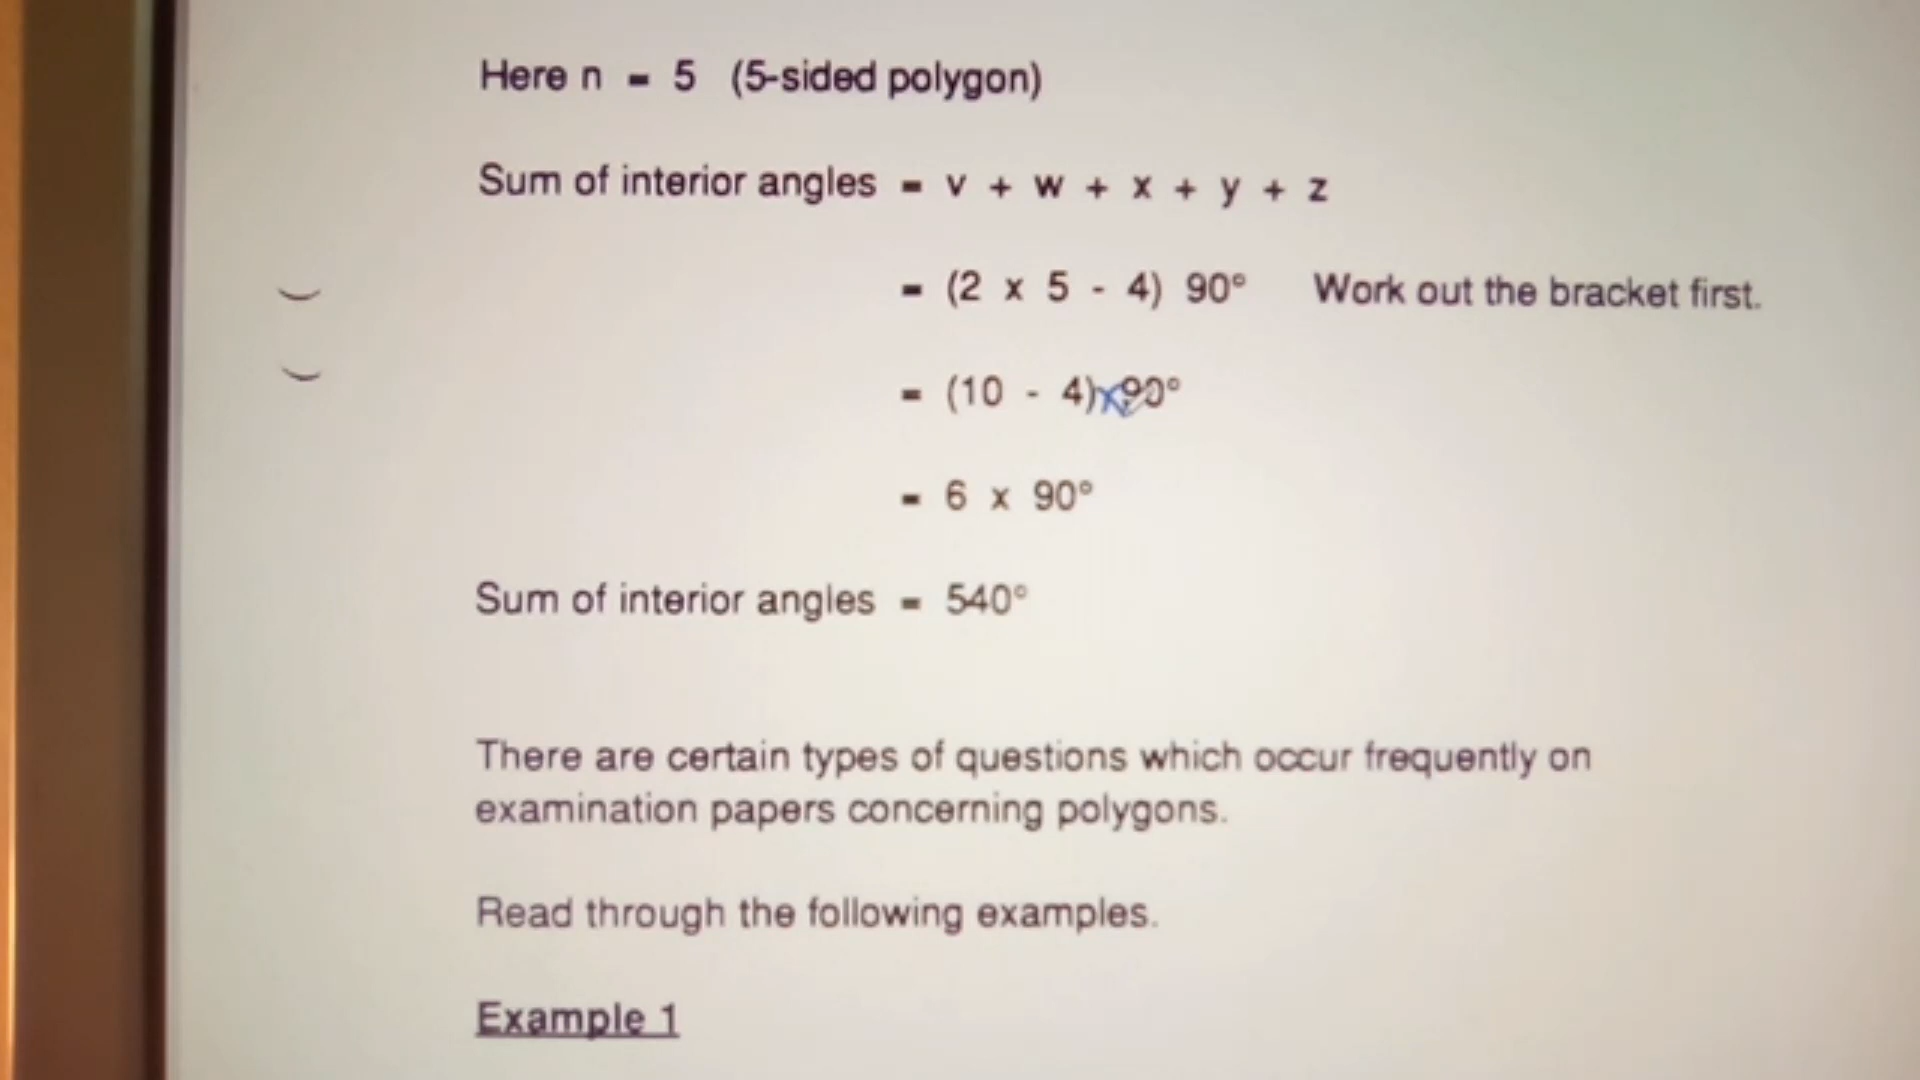 Here n = 5 (5-sided polygon)
Sum of interior angles = v + w + x + y + z
= (2 x 5 - 4) 90° Work out the bracket first.
= (10 - 4)x90°
= 6 x 90°
Sum of interior angles = 540°
There are certain types of questions which occur frequently on
examination papers concerning polygons.
Read through the following examples.
Example 1